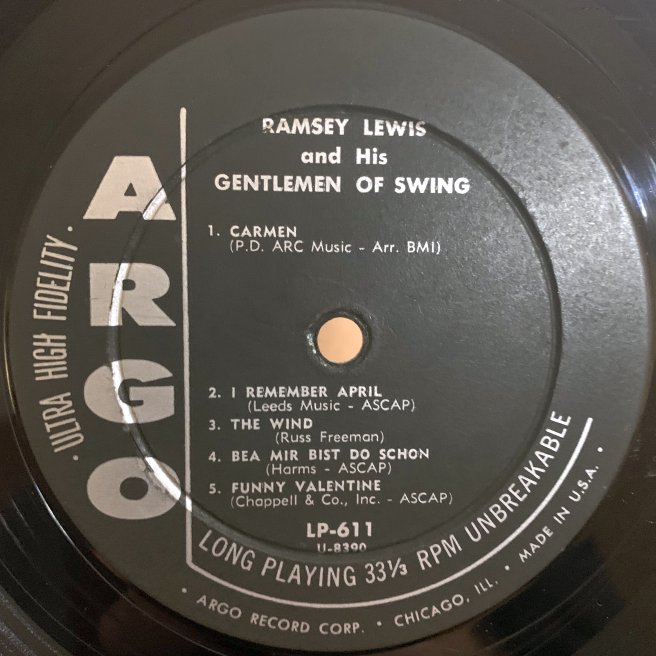 RAMSEY LEWIS
and His
GENTLEMEN OF SWING
ARGO
· ULTRA HIGH FIDELITY ·
1. CARMEN
(P.D. ARC Music - Arr. BMI)
2. I REMEMBER APRIL
(Leeds Music - ASCAP)
3. THE WIND
(Russ Freeman)
4. BEA MIR BIST DO SCHON
(Harms - ASCAP)
5. FUNNY VALENTINE
(Chappell & Co., Inc. - ASCAP)
LP-611
U-8390
LONG PLAYING 33⅓ RPM UNBREAKABLE
· ARGO RECORD CORP. · CHICAGO, ILL. · MADE IN U.S.A. ·